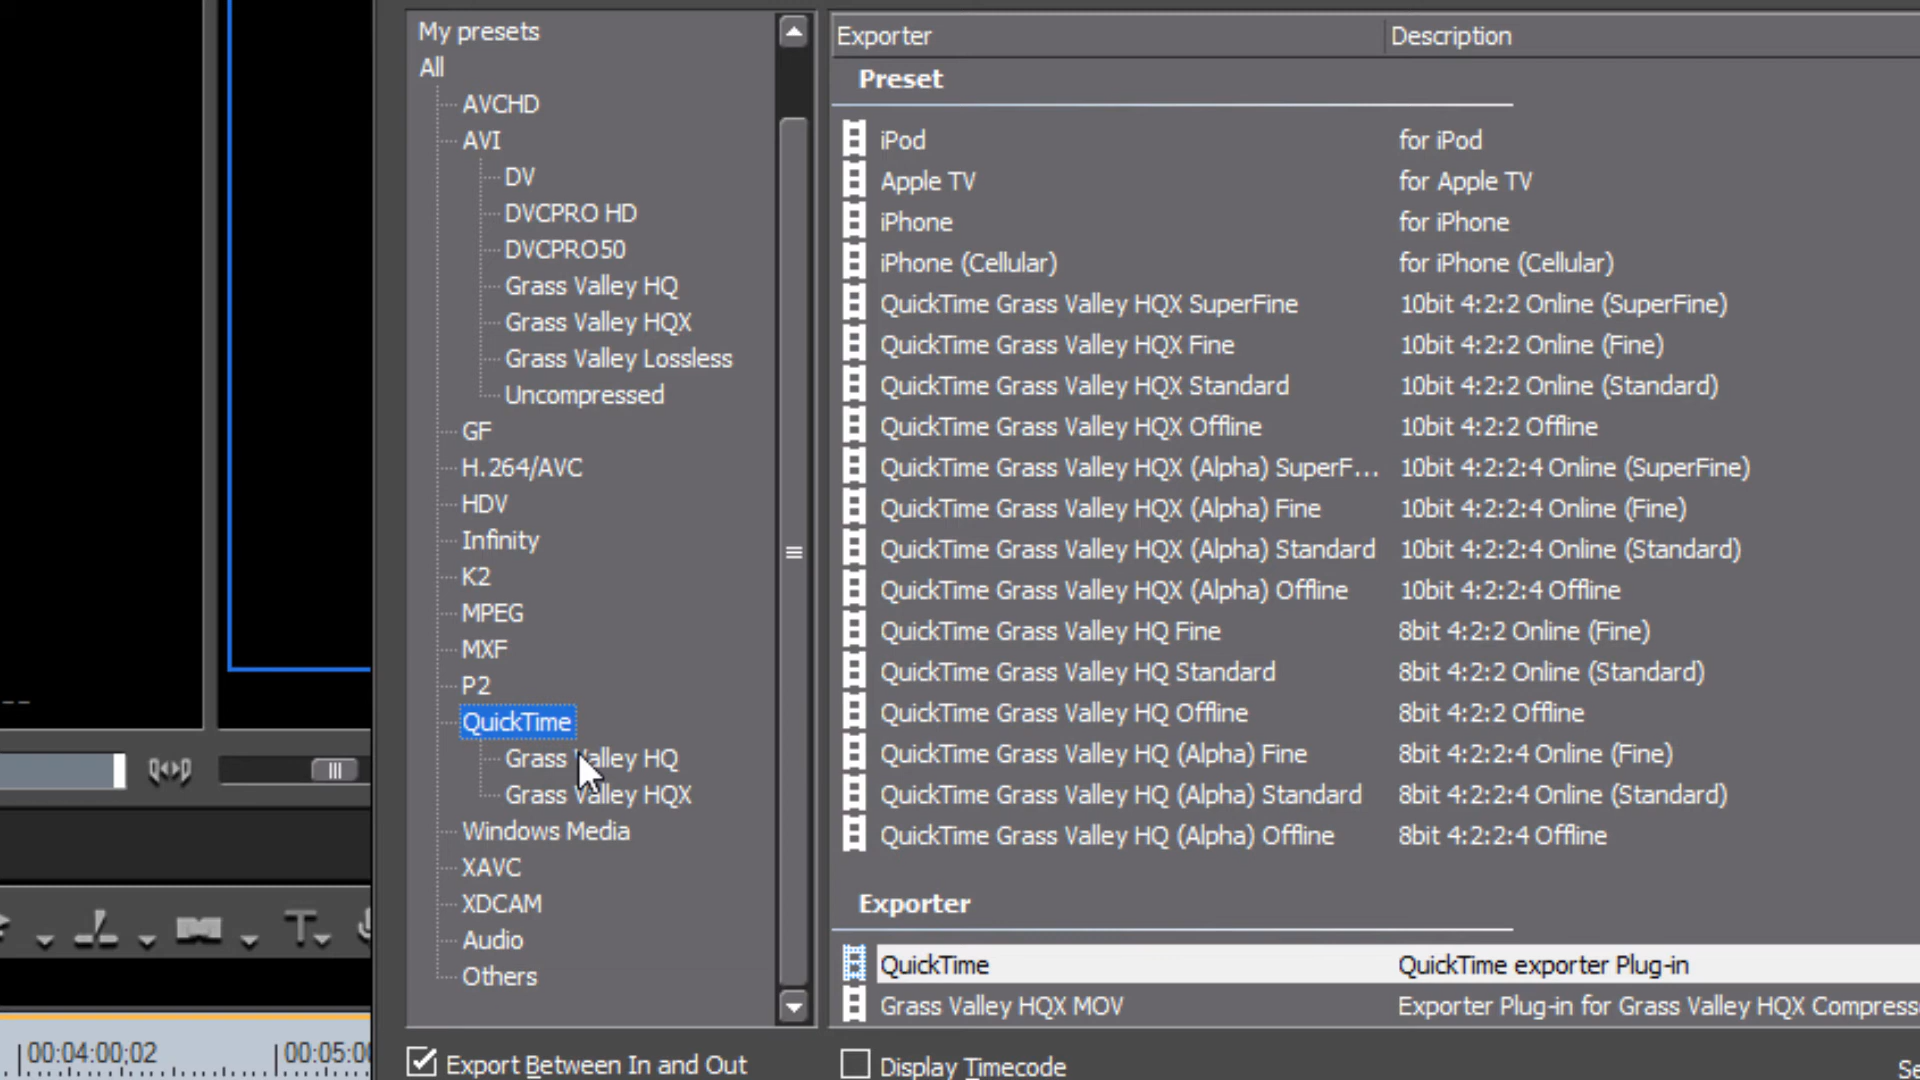 My presets
All
AVCHD
AVI
DV
DVCPRO HD
DVCPRO50
Grass Valley HQ
Grass Valley HQX
Grass Valley Lossless
Uncompressed
GF
H.264/AVC
HDV
Infinity
K2
MPEG
MXF
P2
QuickTime
Grass Valley HQ
Grass Valley HQX
Windows Media
XAVC
XDCAM
Audio
Others
Exporter Description
Preset
iPod for iPod
Apple TV for Apple TV
iPhone for iPhone
iPhone (Cellular) for iPhone (Cellular)
QuickTime Grass Valley HQX SuperFine 10bit 4:2:2 Online (SuperFine)
QuickTime Grass Valley HQX Fine 10bit 4:2:2 Online (Fine)
QuickTime Grass Valley HQX Standard 10bit 4:2:2 Online (Standard)
QuickTime Grass Valley HQX Offline 10bit 4:2:2 Offline
QuickTime Grass Valley HQX (Alpha) SuperF... 10bit 4:2:2:4 Online (SuperFine)
QuickTime Grass Valley HQX (Alpha) Fine 10bit 4:2:2:4 Online (Fine)
QuickTime Grass Valley HQX (Alpha) Standard 10bit 4:2:2:4 Online (Standard)
QuickTime Grass Valley HQX (Alpha) Offline 10bit 4:2:2:4 Offline
QuickTime Grass Valley HQ Fine 8bit 4:2:2 Online (Fine)
QuickTime Grass Valley HQ Standard 8bit 4:2:2 Online (Standard)
QuickTime Grass Valley HQ Offline 8bit 4:2:2 Offline
QuickTime Grass Valley HQ (Alpha) Fine 8bit 4:2:2:4 Online (Fine)
QuickTime Grass Valley HQ (Alpha) Standard 8bit 4:2:2:4 Online (Standard)
QuickTime Grass Valley HQ (Alpha) Offline 8bit 4:2:2:4 Offline
Exporter
QuickTime QuickTime exporter Plug-in
Grass Valley HQX MOV Exporter Plug-in for Grass Valley HQX Compress
Export Between In and Out Display Timecode Se
00:04:00;02 00:05:0